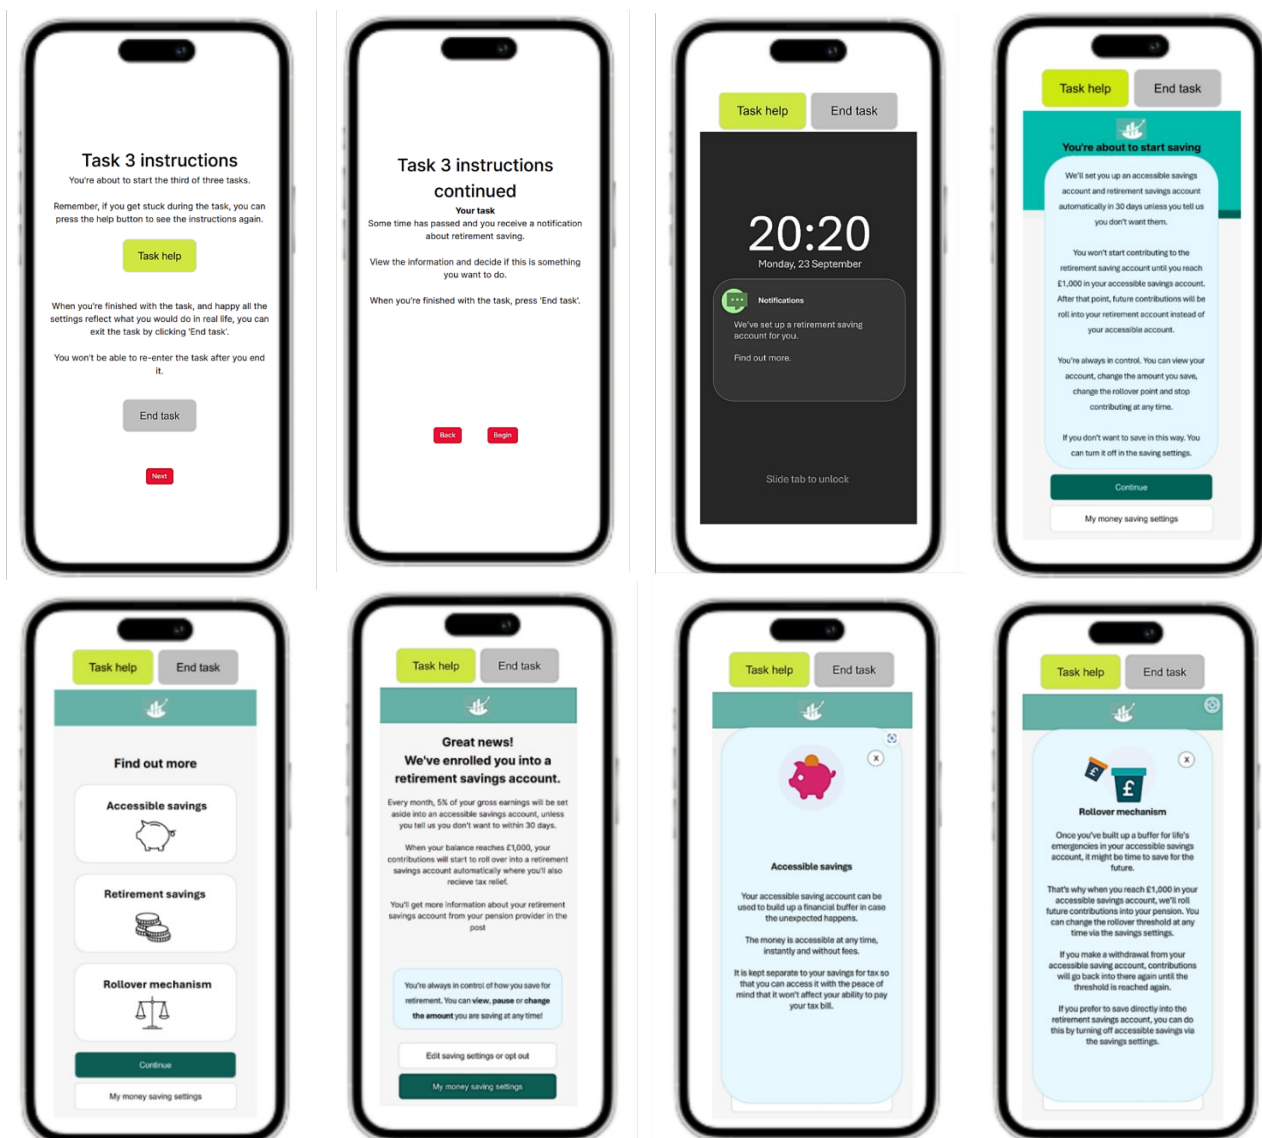 Task 3 instructions
You're about to start the third of three tasks.
Remember, if you get stuck during the task, you can
press the help button to see the instructions again.
Task help
When you're finished with the task, and happy all the
settings reflect what you would do in real life, you can
exit the task by clicking 'End task'.
You won't be able to re-enter the task after you end
it.
End task
Next
Task 3 instructions
continued
Your task
Some time has passed and you receive a notification
about retirement saving.
View the information and decide if this is something
you want to do.
When you're finished with the task, press 'End task'.
Back
Begin
Task help
End task
20:20
Monday, 23 September
Notifications
We've set up a retirement saving
account for you.
Find out more.
Slide tab to unlock
Task help
End task
You're about to start saving
We'll set you up an accessible savings
account and retirement savings account
automatically in 30 days unless you tell us
you don't want them.
You won't start contributing to the
retirement saving account until you reach
£1,000 in your accessible savings account.
After that point, future contributions will be
roll into your retirement account instead of
your accessible account.
You're always in control. You can view your
account, change the amount you save,
change the rollover point and stop
contributing at any time.
If you don't want to save in this way. You
can turn it off in the saving settings.
Continue
My money saving settings
Task help
End task
Find out more
Accessible savings
Retirement savings
Rollover mechanism
Continue
My money saving settings
Task help
End task
Great news!
We've enrolled you into a
retirement savings account.
Every month, 5% of your gross earnings will be set
aside into an accessible savings account, unless
you tell us you don't want to within 30 days.
When your balance reaches £1,000, your
contributions will start to roll over into a retirement
savings account automatically where you'll also
recieve tax relief.
You'll get more information about your retirement
savings account from your pension provider in the
post
You're always in control of how you save for
retirement. You can view, pause or change
the amount you are saving at any time!
Edit saving settings or opt out
My money saving settings
Task help
End task
X
Accessible savings
Your accessible saving account can be
used to build up a financial buffer in case
the unexpected happens.
The money is accessible at any time,
instantly and without fees.
It is kept separate to your savings for tax so
that you can access it with the peace of
mind that it won't affect your ability to pay
your tax bill.
Task help
End task
X
£
£
Rollover mechanism
Once you've built up a buffer for life's
emergencies in your accessible savings
account, it might be time to save for the
future.
That's why when you reach £1,000 in your
accessible savings account, we'll roll
future contributions into your pension. You
can change the rollover threshold at any
time via the savings settings.
If you make a withdrawal from your
accessible saving account, contributions
will go back into there again until the
threshold is reached again.
If you prefer to save directly into the
retirement savings account, you can do
this by turning off accessible savings via
the savings settings.